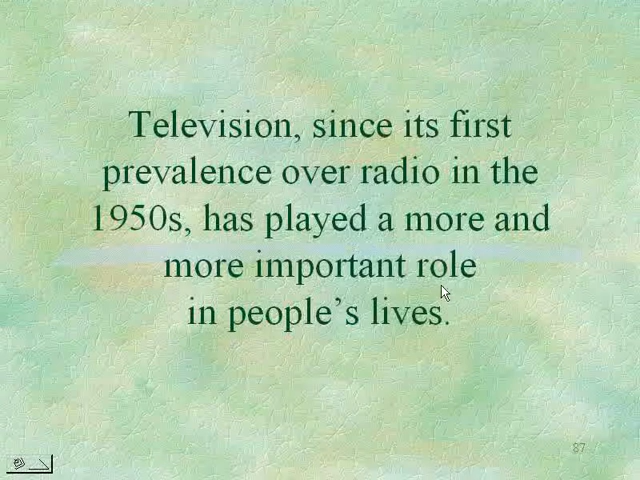 Television, since its first
prevalence over radio in the
1950s, has played a more and
more important role
in people’s lives.
87